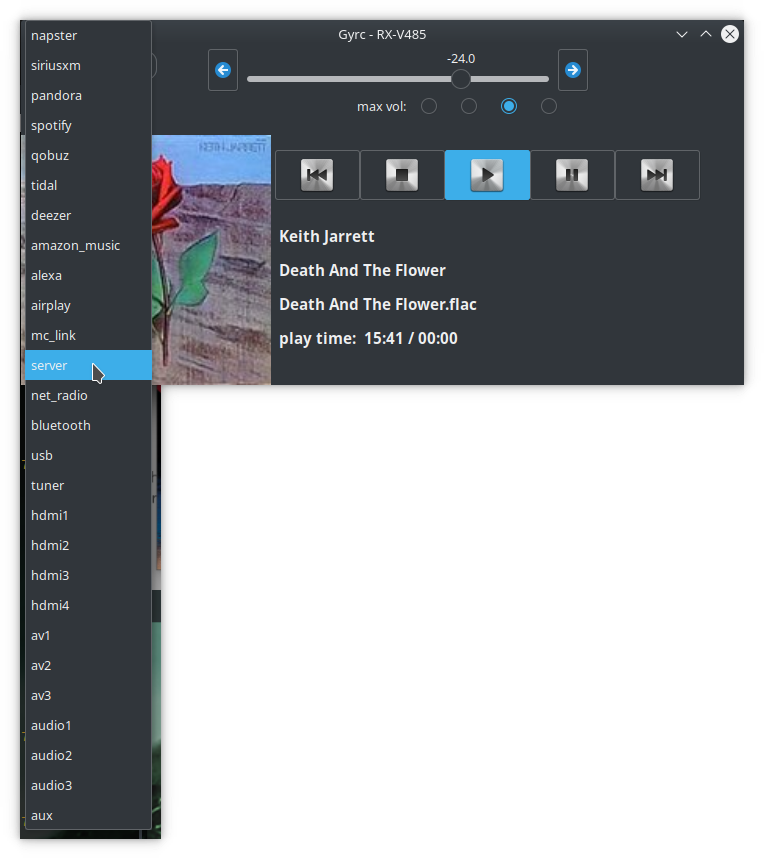 Gyrc - RX-V485
napster
siriusxm
pandora
spotify
qobuz
tidal
deezer
amazon_music
alexa
airplay
mc_link
server
net_radio
bluetooth
usb
tuner
hdmi1
hdmi2
hdmi3
hdmi4
av1
av2
av3
audio1
audio2
audio3
aux
-24.0
max vol:
KEITH JARRETT
Keith Jarrett
Death And The Flower
Death And The Flower.flac
play time: 15:41 / 00:00